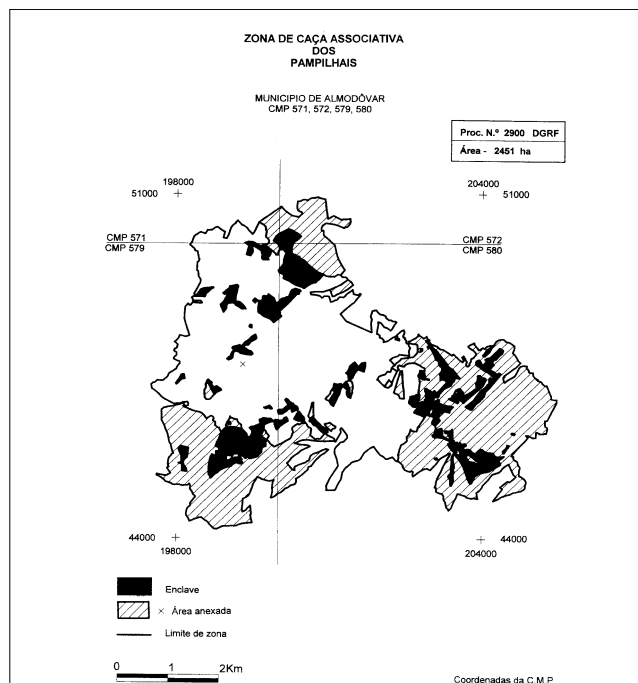 ZONA DE CAÇA ASSOCIATIVA
DOS
PAMPILHAIS
MUNICIPIO DE ALMODÔVAR
CMP 571, 572, 579, 580
Proc. N.º 2900 DGRF
Área - 2451 ha
198000
51000
204000
51000
CMP 571
CMP 579
CMP 572
CMP 580
44000
198000
44000
204000
Enclave
Área anexada
Limite de zona
0 1 2Km
Coordenadas da C.M.P